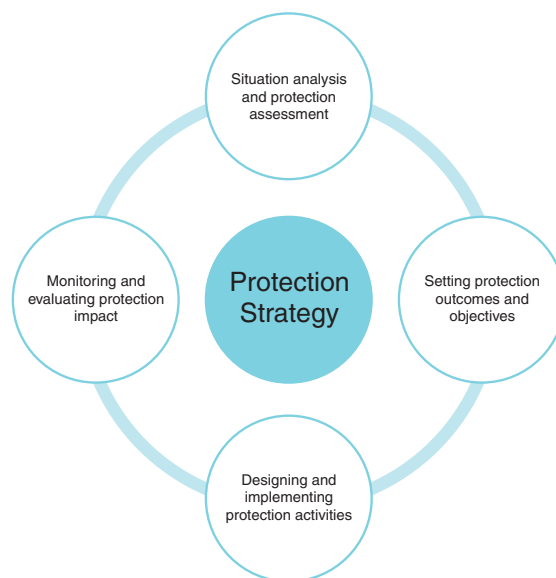 Situation analysis
and protection
assessment
Protection
Strategy
Monitoring and
evaluating protection
impact
Setting protection
outcomes and
objectives
Designing and
implementing
protection activities